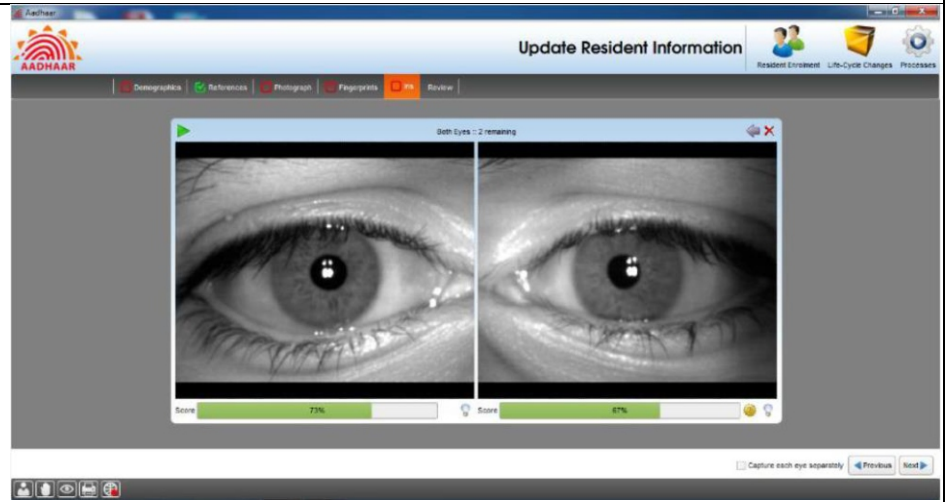 Aadhaar
AADHAAR
Update Resident Information
Resident Enrolment Life-Cycle Changes Processes
Demographics References Photograph Fingerprints Iris Review
Both Eyes :: 2 remaining
Score 73% Score 67%
Capture each eye separately Previous Next